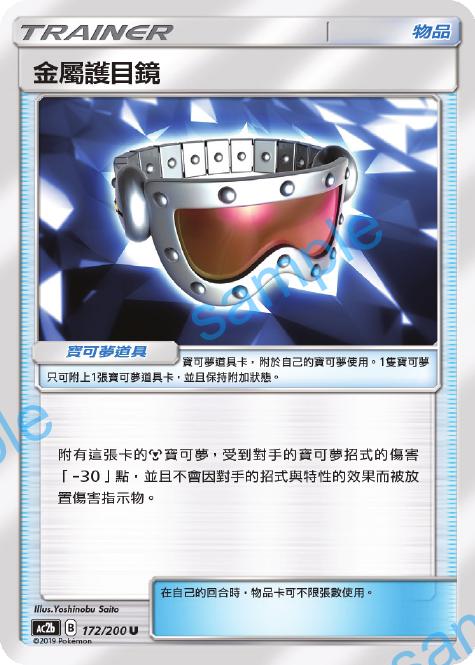 TRAINER
物品
金屬護目鏡
sample
寶可夢道具
寶可夢道具卡，附於自己的寶可夢使用。1隻寶可夢
只可附上1張寶可夢道具卡，並且保持附加狀態。
附有這張卡的寶可夢，受到對手的寶可夢招式的傷害
「-30」點，並且不會因對手的招式與特性的效果而被放
置傷害指示物。
在自己的回合時，物品卡可不限張數使用。
Illus.Yoshinobu Saito
AC2b B 172/200 U
©2019 Pokémon